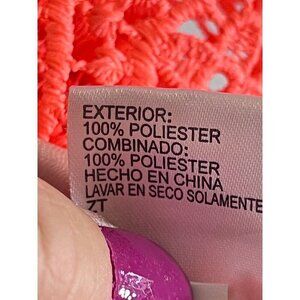 EXTERIOR:
100% POLIESTER
COMBINADO:
100% POLIESTER
HECHO EN CHINA
LAVAR EN SECO SOLAMENTE
ZT